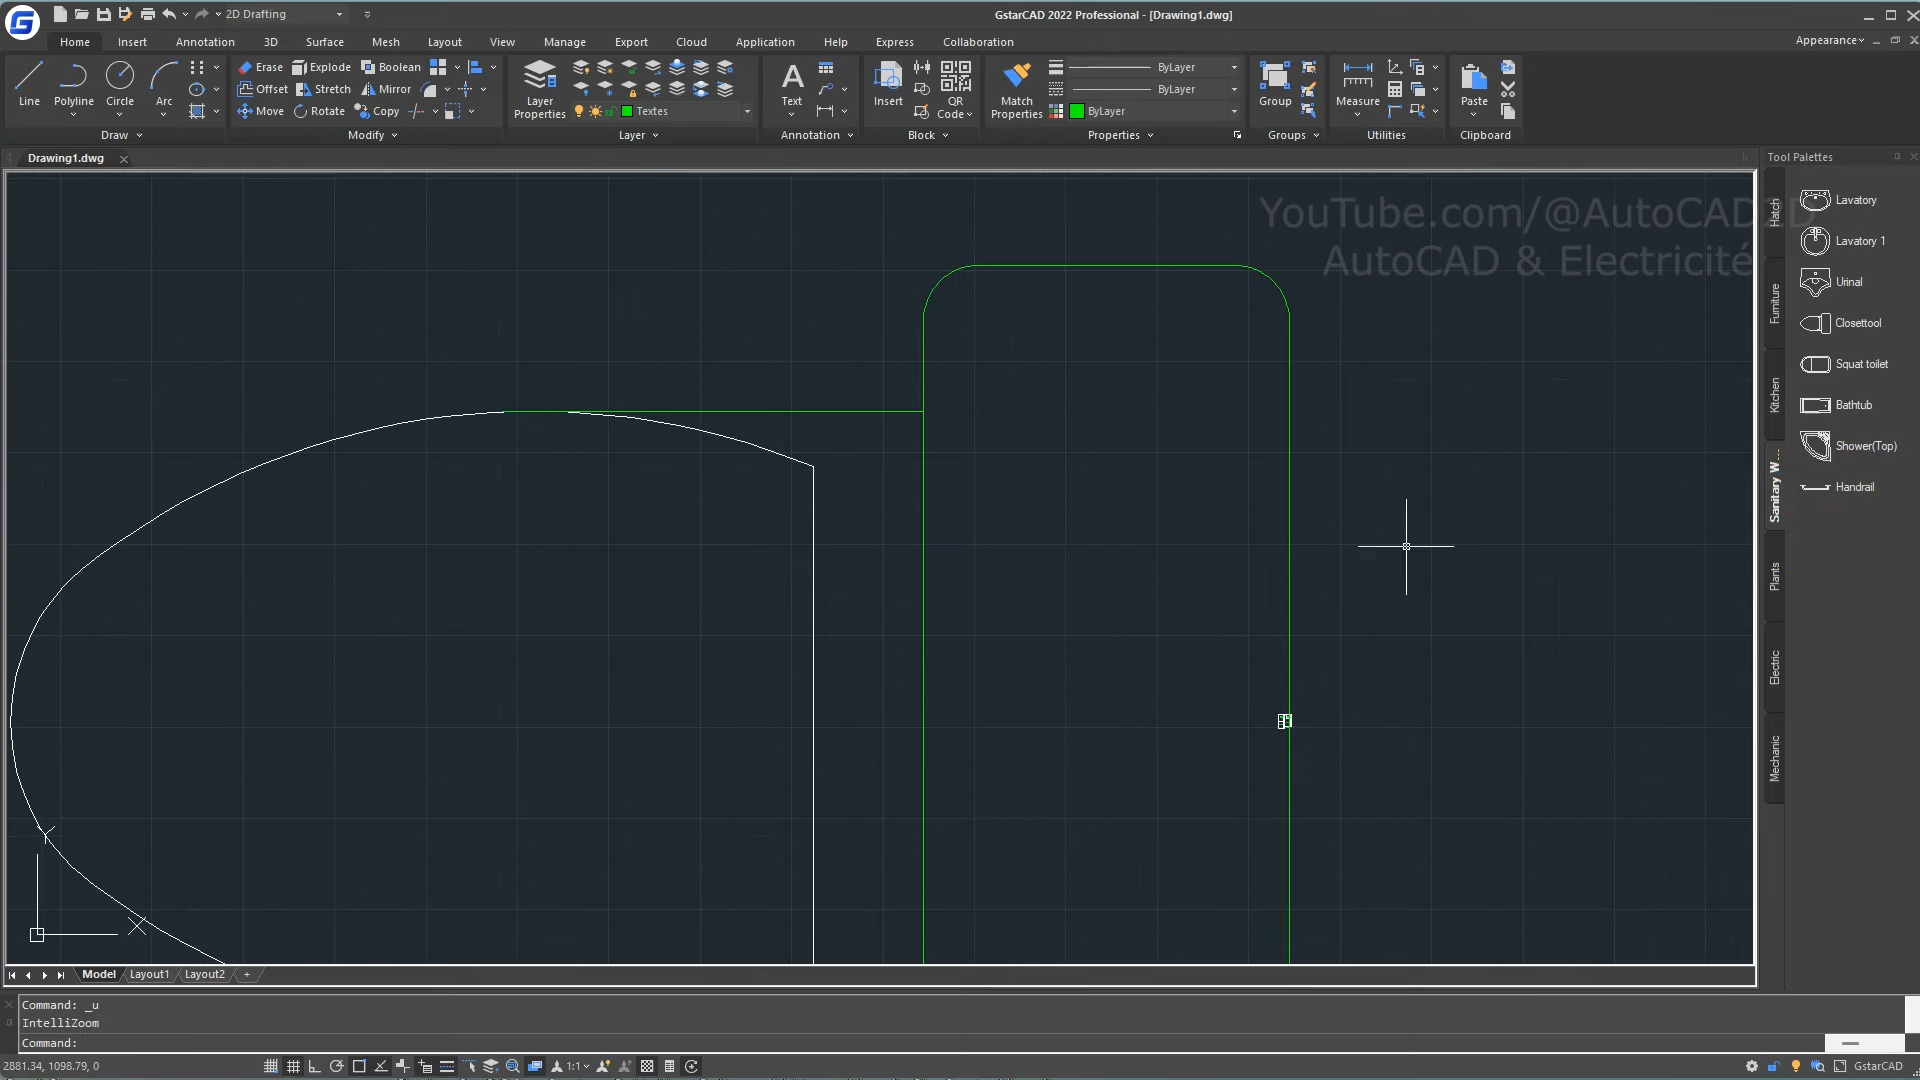 2D Drafting
GstarCAD 2022 Professional - [Drawing1.dwg]
Home Insert Annotation 3D Surface Mesh Layout View Manage Export Cloud Application Help Express Collaboration Appearance
Line Polyline Circle Arc
Draw
Erase Explode Boolean
Offset Stretch Mirror
Move Rotate Copy
Modify
Layer Properties
Textes
Layer
Text
Annotation
Insert QR Code
Block
Match Properties
ByLayer
ByLayer
ByLayer
Properties
Group
Groups
Measure
Utilities
Paste
Clipboard
Drawing1.dwg
Tool Palettes
YouTube.com/@AutoCAD2D
AutoCAD & Electricité
Hatch
Furniture
Kitchen
Sanitary W...
Plants
Electric
Mechanic
Lavatory
Lavatory 1
Urinal
Closettool
Squat toilet
Bathtub
Shower(Top)
Handrail
Y
X
Model Layout1 Layout2 +
Command: _u
IntelliZoom
Command:
2881.34, 1098.79, 0
1:1
GstarCAD